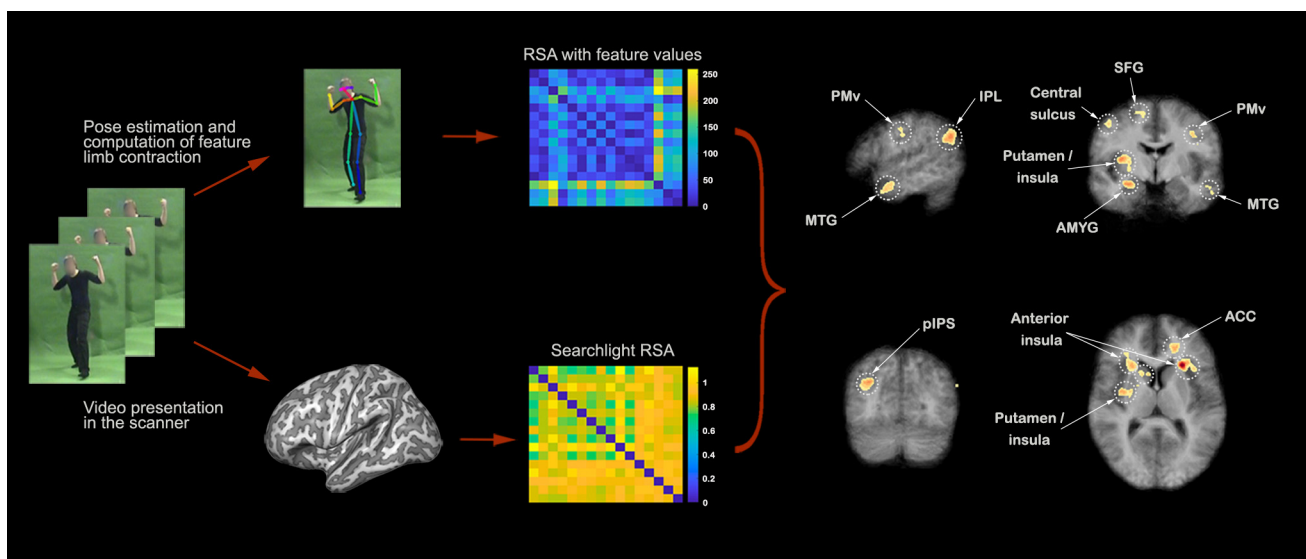 Pose estimation and
computation of feature
limb contraction
Video presentation
in the scanner
RSA with feature values
250
200
150
100
50
0
Searchlight RSA
1
0.8
0.6
0.4
0.2
0
PMv
IPL
MTG
SFG
Central
sulcus
PMv
Putamen /
insula
AMYG
MTG
pIPS
Anterior
insula
ACC
Putamen /
insula